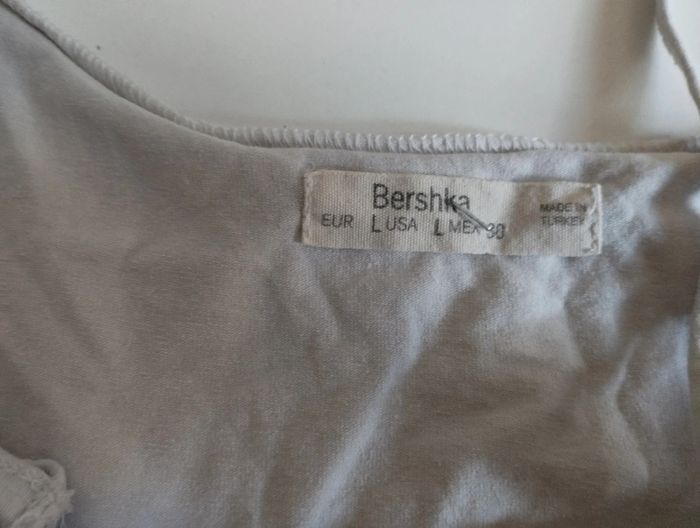 Bershka
EUR L USA L MEX 30
MADE IN
TURKEY